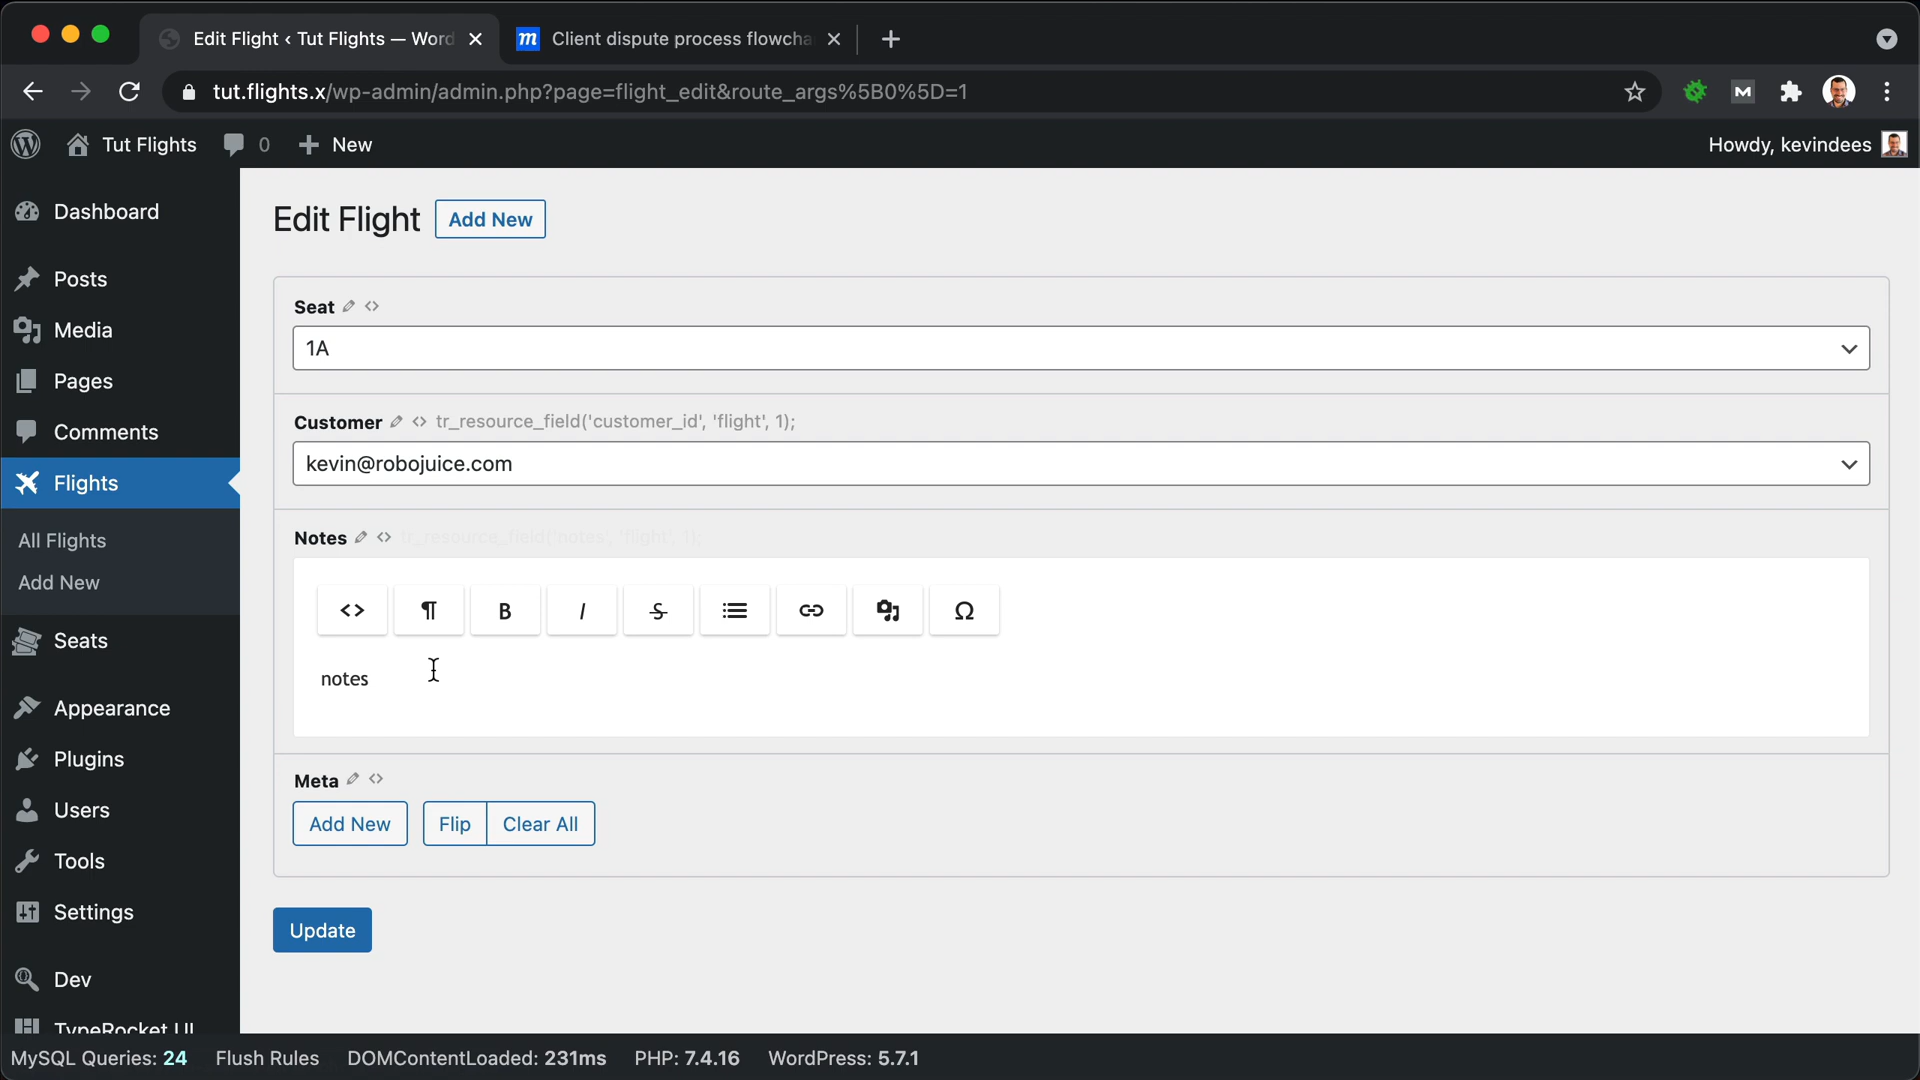 Edit Flight ‹ Tut Flights — Word
Client dispute process flowcha
tut.flights.x/wp-admin/admin.php?page=flight_edit&route_args%5B0%5D=1
Tut Flights
0
New
Howdy, kevindees
Dashboard
Posts
Media
Pages
Comments
Flights
All Flights
Add New
Seats
Appearance
Plugins
Users
Tools
Settings
Dev
TypeRocket UI
Edit Flight
Add New
Seat
1A
Customer <> tr_resource_field('customer_id', 'flight', 1);
kevin@robojuice.com
Notes <> tr_resource_field('notes', 'flight', 1);
<> ¶ B I S Ω
notes
Meta
Add New Flip Clear All
Update
MySQL Queries: 24 Flush Rules DOMContentLoaded: 231ms PHP: 7.4.16 WordPress: 5.7.1